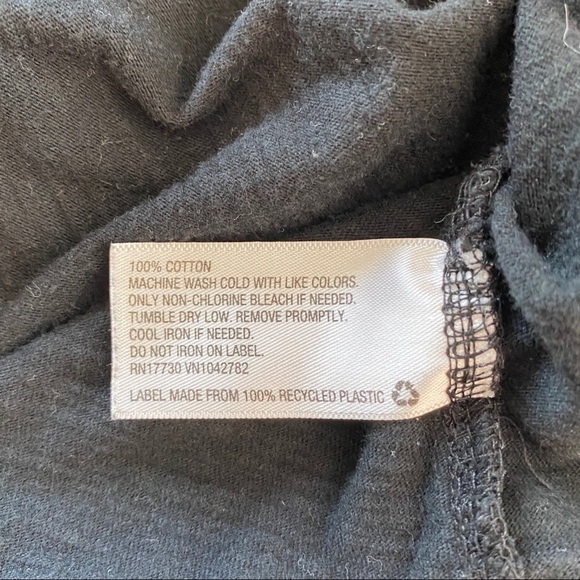 100% COTTON
MACHINE WASH COLD WITH LIKE COLORS.
ONLY NON-CHLORINE BLEACH IF NEEDED.
TUMBLE DRY LOW. REMOVE PROMPTLY.
COOL IRON IF NEEDED.
DO NOT IRON ON LABEL.
RN17730 VN1042782
LABEL MADE FROM 100% RECYCLED PLASTIC